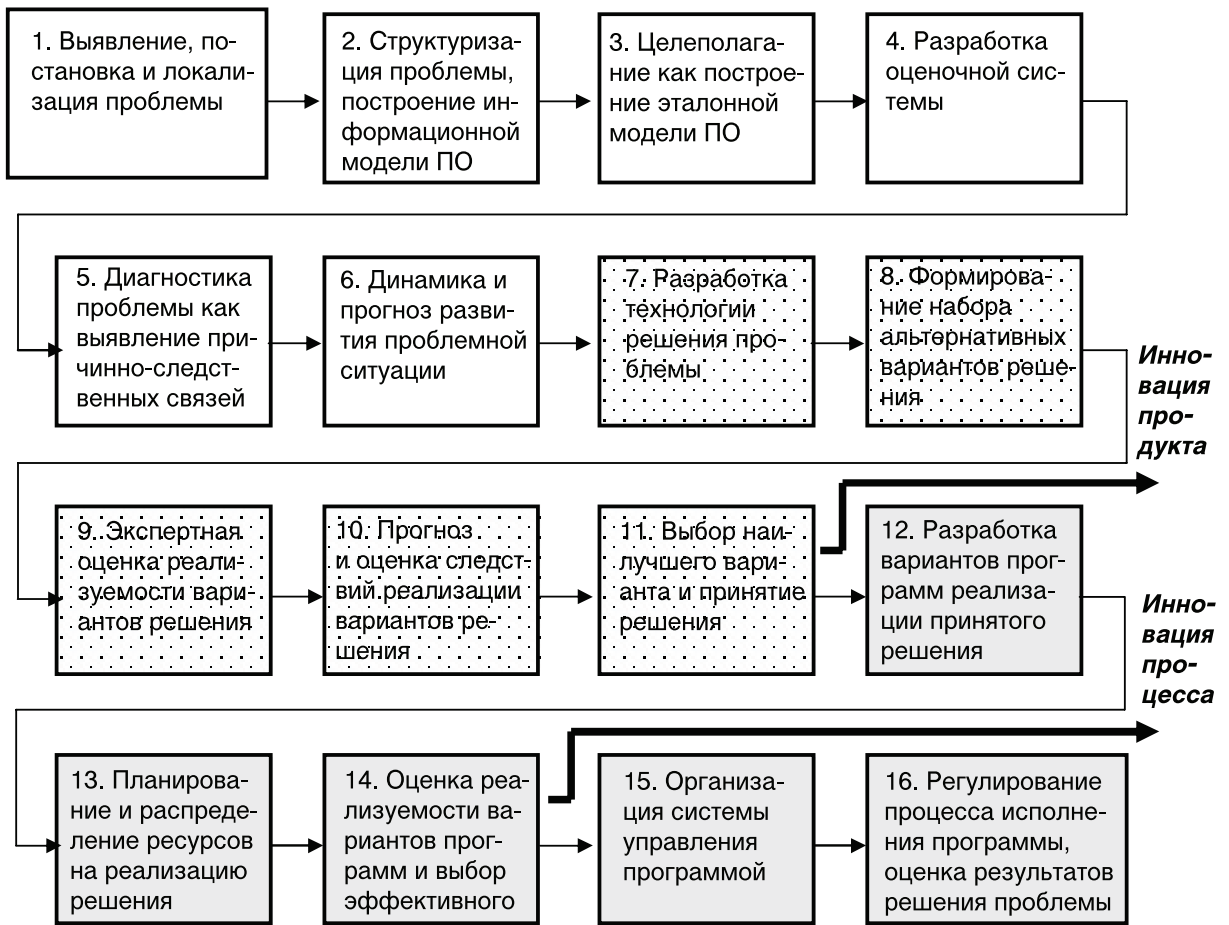 1. Выявление, по-
становка и локали-
зация проблемы
2. Структуриза-
ция проблемы,
построение ин-
формационной
модели ПО
3. Целеполага-
ние как построе-
ние эталонной
модели ПО
4. Разработка
оценочной сис-
темы
5. Диагностика
проблемы как
выявление при-
чинно-следст-
венных связей
6. Динамика и
прогноз разви-
тия проблемной
ситуации
7. Разработка
технологии
решения про-
блемы
8. Формирова-
ние набора
альтернативных
вариантов реше-
ния
Инно-
вация
про-
дукта
9. Экспертная
оценка реали-
зуемости вари-
антов решения
10. Прогноз
и оценка следст-
вий реализации
вариантов ре-
шения
11. Выбор наи-
лучшего вари-
анта и принятие
решения
12. Разработка
вариантов прог-
рамм реализа-
ции принятого
решения
Инно-
вация
про-
цесса
13. Планирова-
ние и распреде-
ление ресурсов
на реализацию
решения
14. Оценка реа-
лизуемости ва-
риантов прог-
рамм и выбор
эффективного
15. Организа-
ция системы
управления
программой
16. Регулирование
процесса исполне-
ния программы,
оценка результатов
решения проблемы